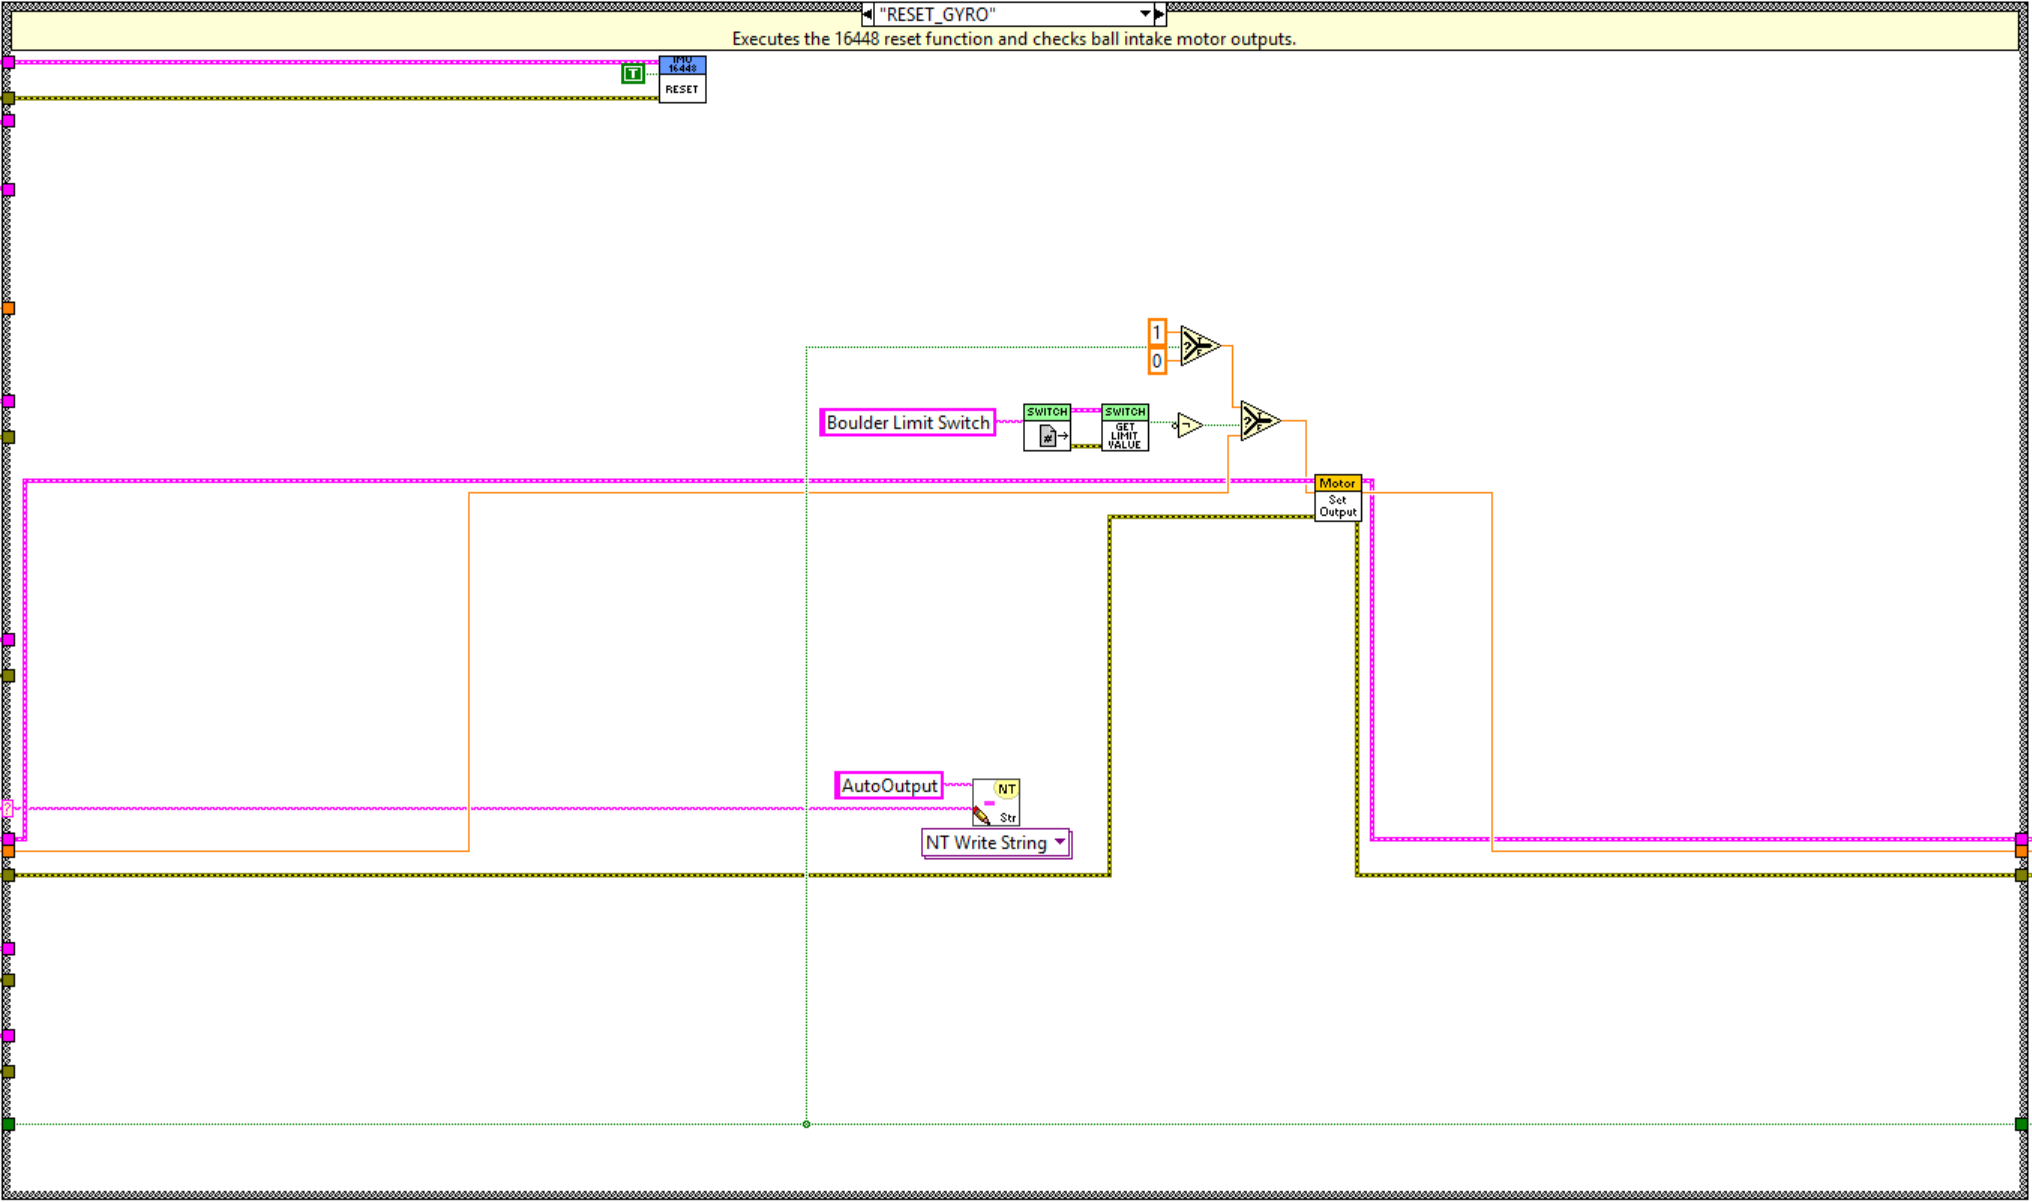 "RESET_GYRO"
Executes the 16448 reset function and checks ball intake motor outputs.
IMU
16448
T
RESET
1
? T F
0
Boulder Limit Switch
SWITCH
#
SWITCH
GET
LIMIT
VALUE
? T F
Motor
Set
Output
AutoOutput
NT
Str
?
NT Write String